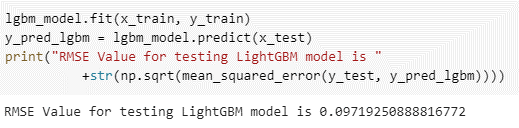 lgbm_model.fit(x_train, y_train)
y_pred_lgbm = lgbm_model.predict(x_test)
print("RMSE Value for testing LightGBM model is "
+str(np.sqrt(mean_squared_error(y_test, y_pred_lgbm))))
RMSE Value for testing LightGBM model is 0.09719250888816772